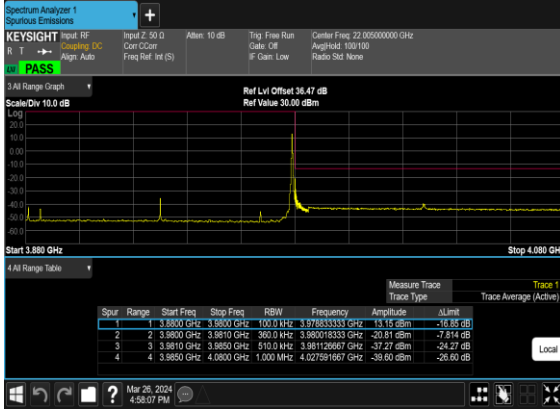 Spectrum Analyzer 1
Spurious Emissions
+
KEYSIGHT Input: RF Input Z: 50 Ω Atten: 10 dB Trig: Free Run Center Freq: 22.005000000 GHz
R T Coupling: DC Corr CCorr Gate: Off Avg|Hold: 100/100
Align: Auto Freq Ref: Int (S) IF Gain: Low Radio Std: None
PASS
3 All Range Graph
Ref Lvl Offset 36.47 dB
Scale/Div 10.0 dB Ref Value 30.00 dBm
Log
20.0
10.0
0.00
-10.0
-20.0
-30.0
-40.0
-50.0
-60.0
Start 3.880 GHz Stop 4.080 GH
4 All Range Table
Measure Trace Trace 1
Trace Type Trace Average (Active)
Spur Range Start Freq Stop Freq RBW Frequency Amplitude ΔLimit
1 1 3.8800 GHz 3.9800 GHz 100.0 kHz 3.978833333 GHz 13.15 dBm -16.85 dB
2 2 3.9800 GHz 3.9810 GHz 360.0 kHz 3.980018333 GHz -20.81 dBm -7.814 dB
3 3 3.9810 GHz 3.9850 GHz 510.0 kHz 3.981126667 GHz -37.27 dBm -24.27 dB
4 4 3.9850 GHz 4.0800 GHz 1.000 MHz 4.027591667 GHz -39.60 dBm -26.60 dB
Local
?
Mar 26, 2024
4:58:07 PM